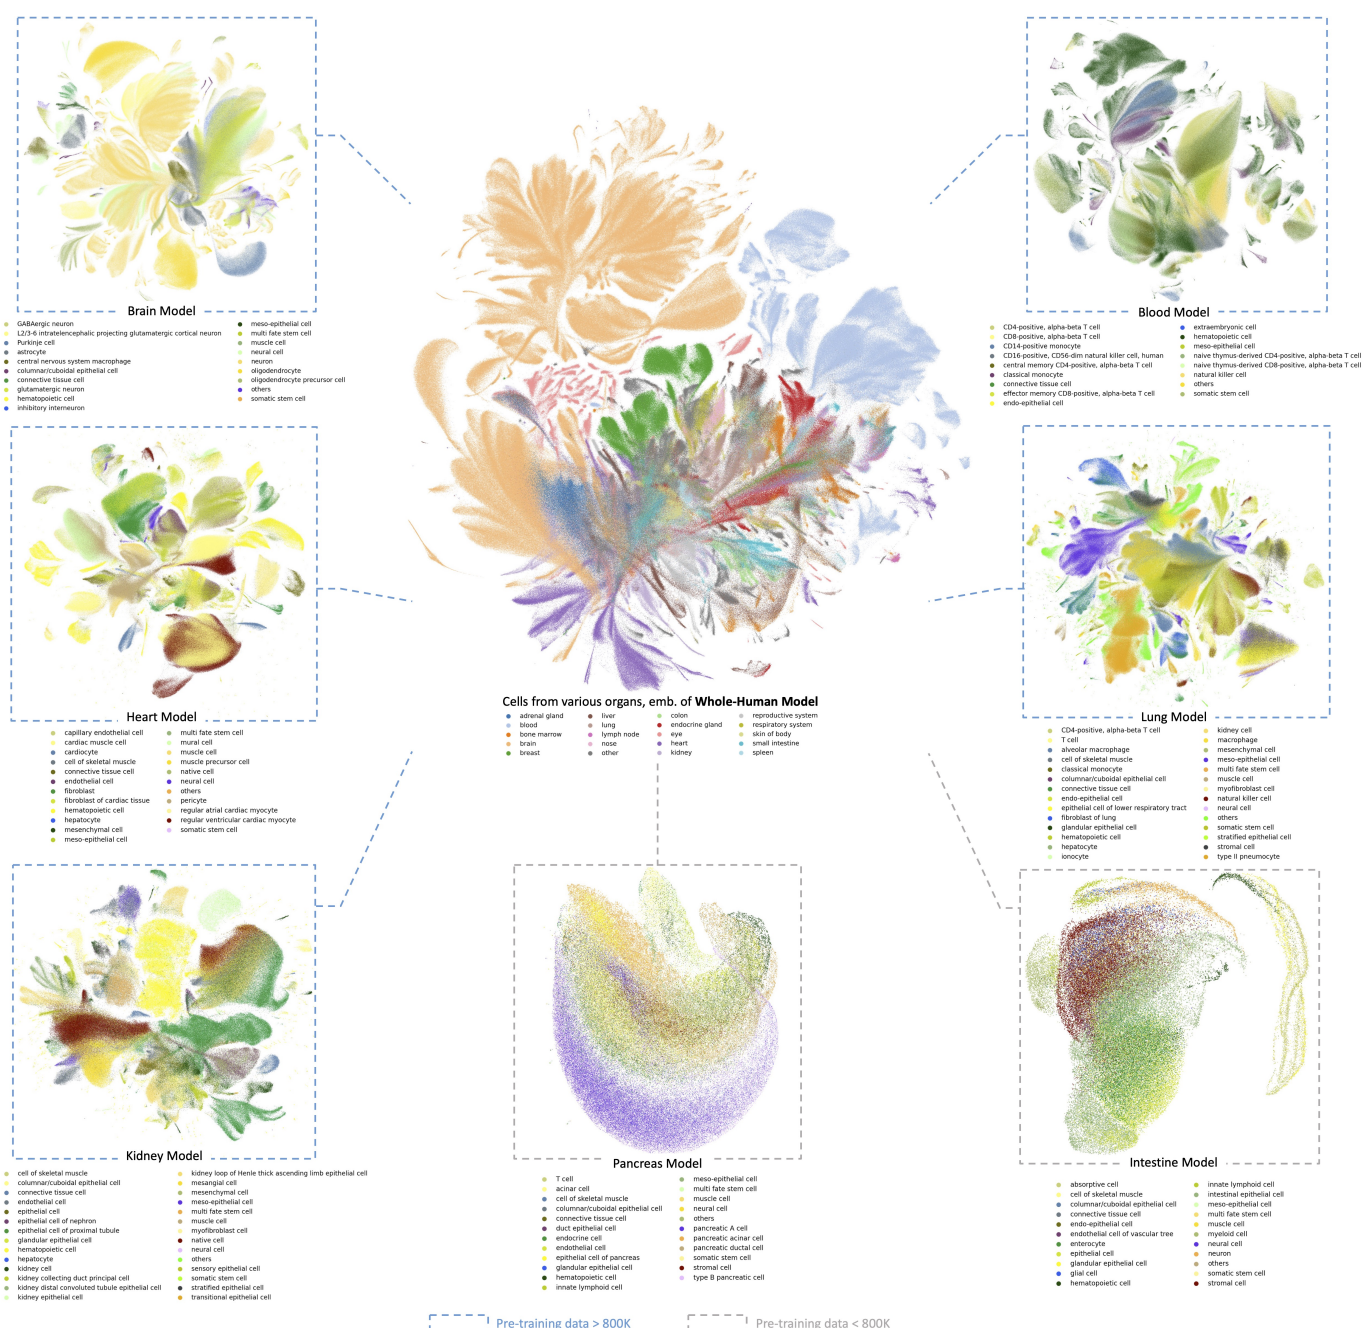 Brain Model
GABAergic neuron
L2/3-6 intratelencephalic projecting glutamatergic cortical neuron
Purkinje cell
astrocyte
central nervous system macrophage
columnar/cuboidal epithelial cell
connective tissue cell
glutamatergic neuron
hematopoietic cell
inhibitory interneuron
meso-epithelial cell
multi fate stem cell
muscle cell
neural cell
neuron
oligodendrocyte
oligodendrocyte precursor cell
others
somatic stem cell
Blood Model
CD4-positive, alpha-beta T cell
CD8-positive, alpha-beta T cell
CD14-positive monocyte
CD16-positive, CD56-dim natural killer cell, human
central memory CD4-positive, alpha-beta T cell
classical monocyte
connective tissue cell
effector memory CD8-positive, alpha-beta T cell
endo-epithelial cell
extraembryonic cell
hematopoietic cell
meso-epithelial cell
naive thymus-derived CD4-positive, alpha-beta T cell
naive thymus-derived CD8-positive, alpha-beta T cell
natural killer cell
others
somatic stem cell
Heart Model
capillary endothelial cell
cardiac muscle cell
cardiocyte
cell of skeletal muscle
connective tissue cell
endothelial cell
fibroblast
fibroblast of cardiac tissue
hematopoietic cell
hepatocyte
mesenchymal cell
meso-epithelial cell
multi fate stem cell
mural cell
muscle cell
muscle precursor cell
native cell
neural cell
others
pericyte
regular atrial cardiac myocyte
regular ventricular cardiac myocyte
somatic stem cell
Cells from various organs, emb. of Whole-Human Model
adrenal gland
blood
bone marrow
brain
breast
liver
lung
lymph node
nose
other
colon
endocrine gland
eye
heart
kidney
reproductive system
respiratory system
skin of body
small intestine
spleen
Lung Model
CD4-positive, alpha-beta T cell
T cell
alveolar macrophage
cell of skeletal muscle
classical monocyte
columnar/cuboidal epithelial cell
connective tissue cell
endo-epithelial cell
epithelial cell of lower respiratory tract
fibroblast of lung
glandular epithelial cell
hematopoietic cell
hepatocyte
ionocyte
kidney cell
macrophage
mesenchymal cell
meso-epithelial cell
multi fate stem cell
muscle cell
myofibroblast cell
natural killer cell
neural cell
others
somatic stem cell
stratified epithelial cell
stromal cell
type II pneumocyte
Kidney Model
cell of skeletal muscle
columnar/cuboidal epithelial cell
connective tissue cell
endothelial cell
epithelial cell
epithelial cell of nephron
epithelial cell of proximal tubule
glandular epithelial cell
hematopoietic cell
hepatocyte
kidney cell
kidney collecting duct principal cell
kidney distal convoluted tubule epithelial cell
kidney epithelial cell
kidney loop of Henle thick ascending limb epithelial cell
mesangial cell
mesenchymal cell
meso-epithelial cell
multi fate stem cell
muscle cell
myofibroblast cell
native cell
neural cell
others
sensory epithelial cell
somatic stem cell
stratified epithelial cell
transitional epithelial cell
Pancreas Model
T cell
acinar cell
cell of skeletal muscle
columnar/cuboidal epithelial cell
connective tissue cell
duct epithelial cell
endocrine cell
endothelial cell
epithelial cell of pancreas
glandular epithelial cell
hematopoietic cell
innate lymphoid cell
meso-epithelial cell
multi fate stem cell
muscle cell
neural cell
others
pancreatic A cell
pancreatic acinar cell
pancreatic ductal cell
somatic stem cell
stromal cell
type B pancreatic cell
Intestine Model
absorptive cell
cell of skeletal muscle
columnar/cuboidal epithelial cell
connective tissue cell
endo-epithelial cell
endothelial cell of vascular tree
enterocyte
epithelial cell
glandular epithelial cell
glial cell
hematopoietic cell
innate lymphoid cell
intestinal epithelial cell
meso-epithelial cell
multi fate stem cell
muscle cell
myeloid cell
neural cell
neuron
others
somatic stem cell
stromal cell
Pre-training data > 800K
Pre-training data < 800K